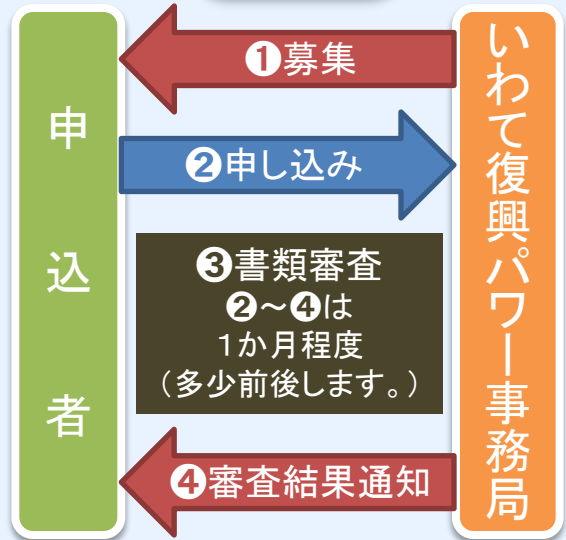 ❶募集
申込者
❷申し込み
❸書類審査
❷～❹は
1か月程度
（多少前後します。）
❹審査結果通知
いわて復興パワー事務局